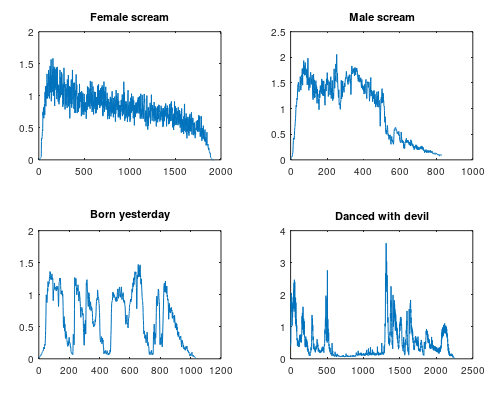 Female scream
2
1.5
1
0.5
0
0 500 1000 1500 2000
Male scream
2.5
2
1.5
1
0.5
0
0 200 400 600 800 1000
Born yesterday
2
1.5
1
0.5
0
0 200 400 600 800 1000 1200
Danced with devil
4
3
2
1
0
0 500 1000 1500 2000 2500